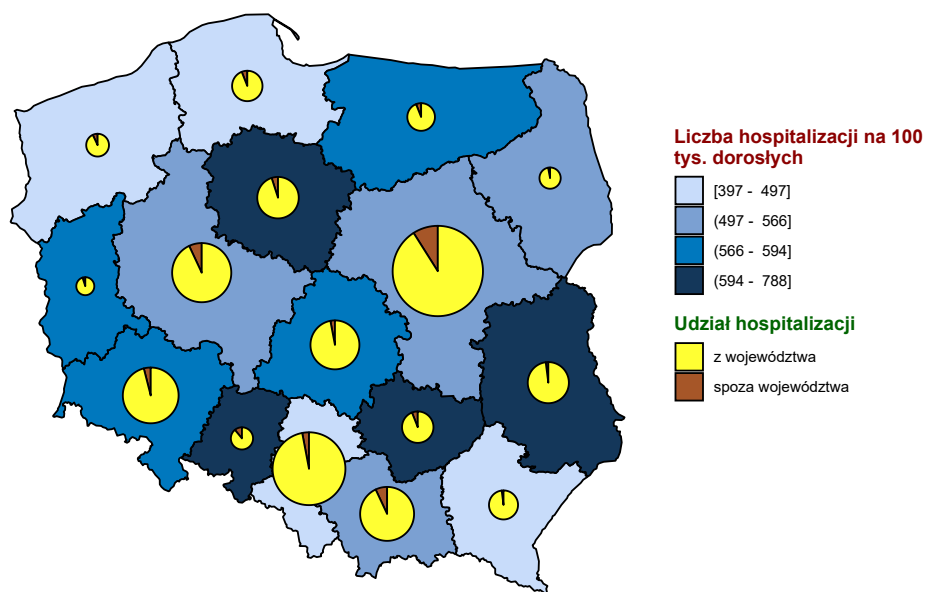 Liczba hospitalizacji na 100
tys. dorosłych
[397 - 497]
(497 - 566]
(566 - 594]
(594 - 788]
Udział hospitalizacji
z województwa
spoza województwa